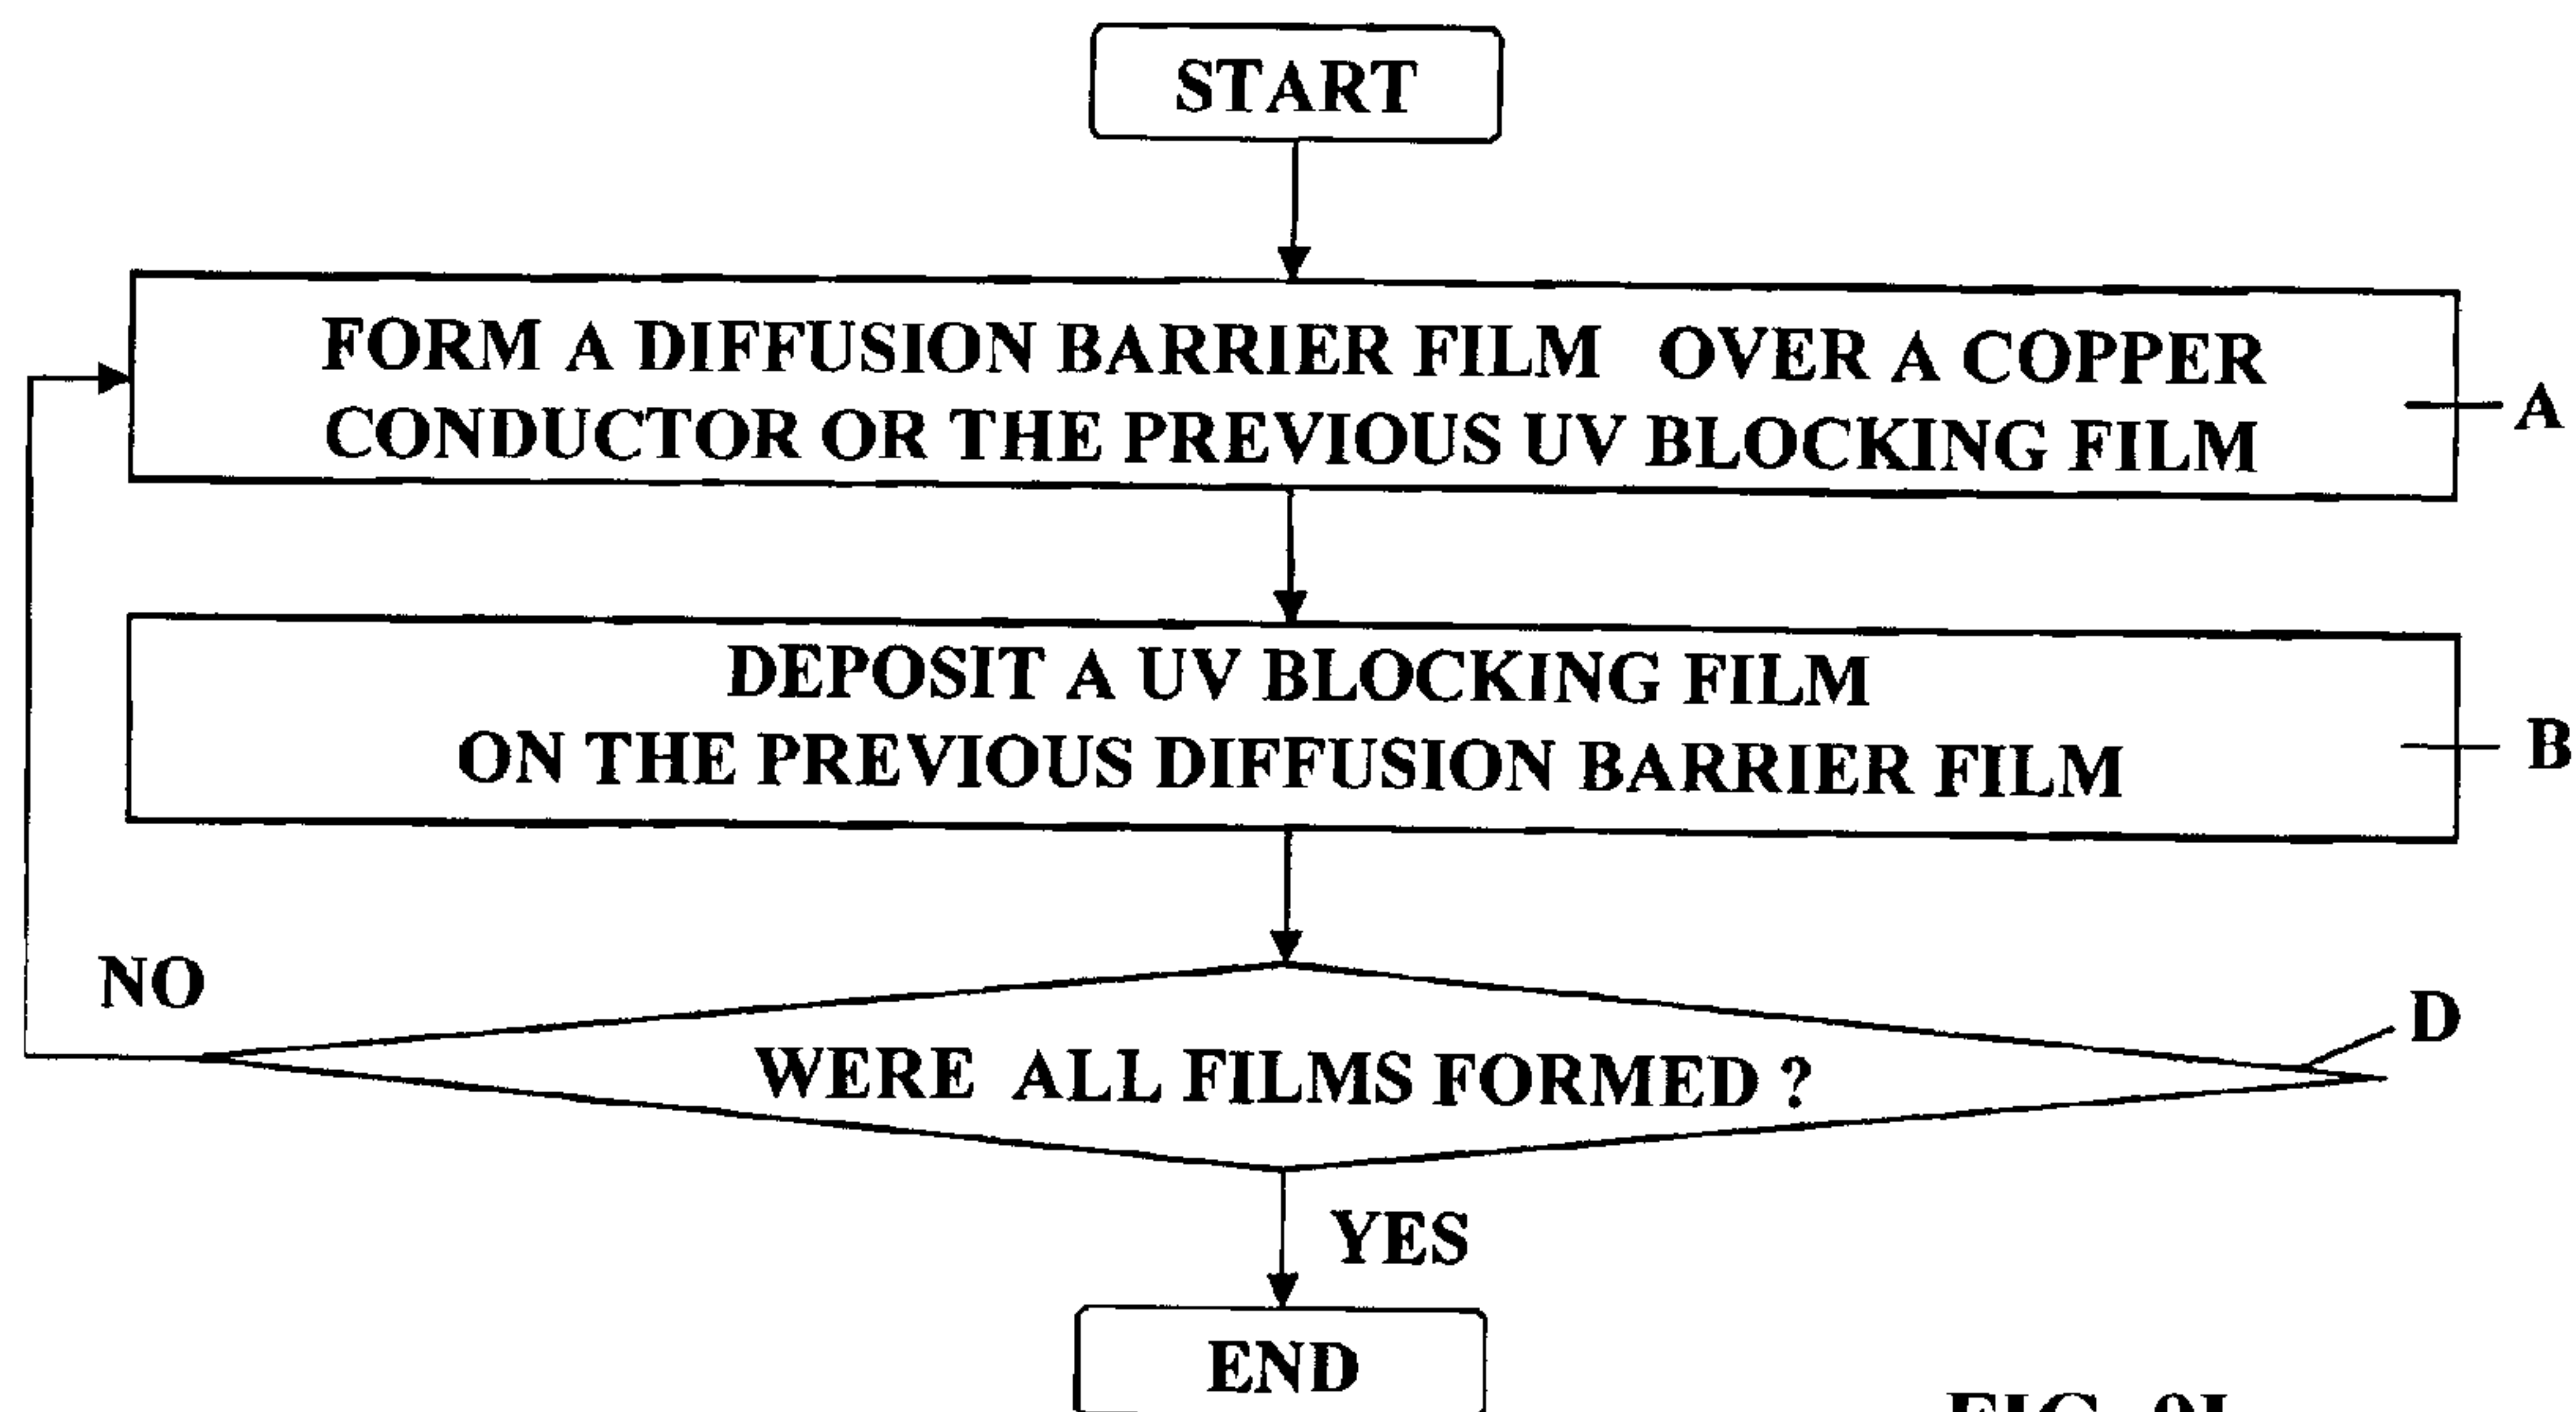 START
FORM A DIFFUSION BARRIER FILM OVER A COPPER
CONDUCTOR OR THE PREVIOUS UV BLOCKING FILM
A
DEPOSIT A UV BLOCKING FILM
ON THE PREVIOUS DIFFUSION BARRIER FILM
B
NO
D
WERE ALL FILMS FORMED ?
YES
END
FIG.